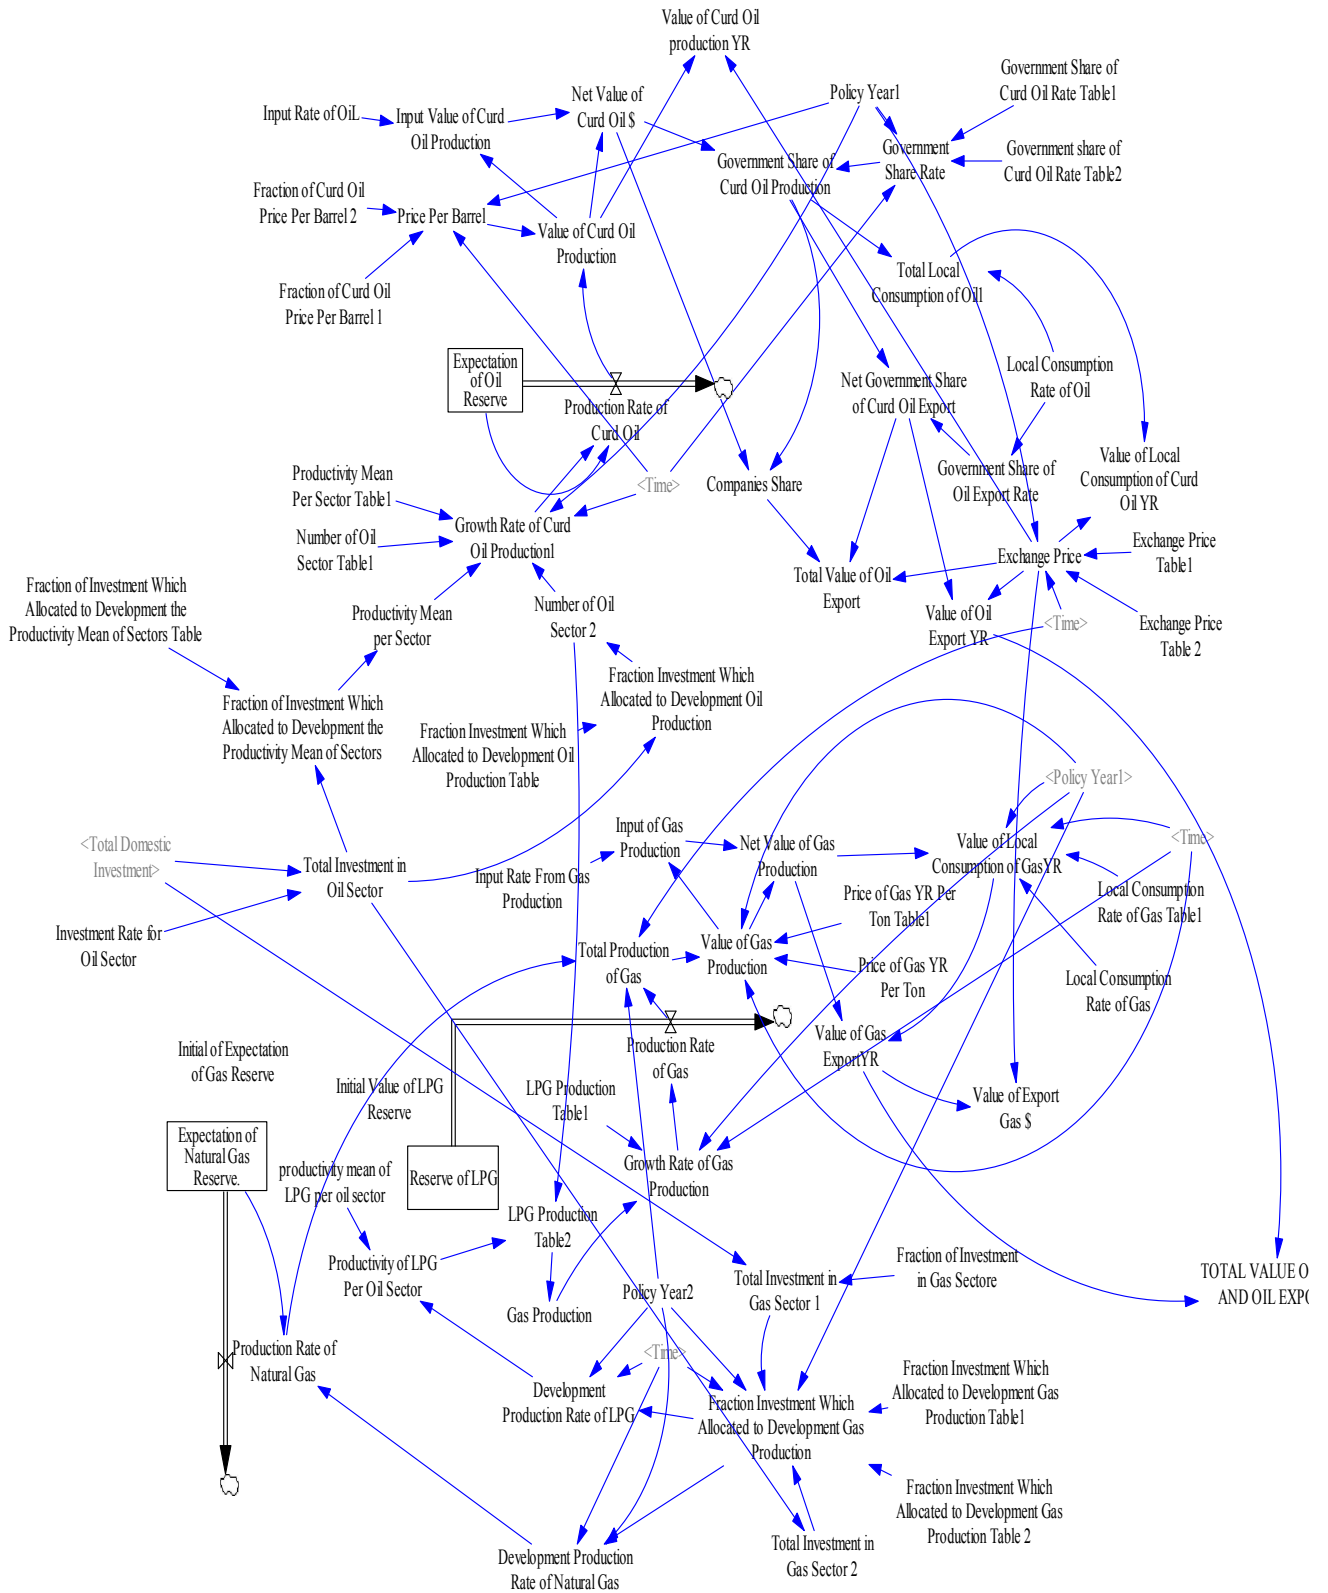 Value of Curd Oil
production YR
Net Value of
Curd Oil $
Policy Year1
Government Share of
Curd Oil Rate Table1
Input Rate of OiL
Input Value of Curd
Oil Production
Government
Share Rate
Government share of
Curd Oil Rate Table2
Government Share of
Curd Oil Production
Fraction of Curd Oil
Price Per Barrel 2
Price Per Barrel
Value of Curd Oil
Production
Fraction of Curd Oil
Price Per Barrel 1
Total Local
Consumption of Oil1
Expectation
of Oil
Reserve
Production Rate of
Curd Oil
Net Government Share
of Curd Oil Export
Local Consumption
Rate of Oil
Productivity Mean
Per Sector Table1
<Time>
Companies Share
Government Share of
Oil Export Rate
Value of Local
Consumption of Curd
Oil YR
Number of Oil
Sector Table1
Growth Rate of Curd
Oil Production1
Exchange Price
Exchange Price
Table1
Total Value of Oil
Export
Fraction of Investment Which
Allocated to Development the
Productivity Mean of Sectors Table
Productivity Mean
per Sector
Number of Oil
Sector 2
Value of Oil
Export YR
<Time>
Exchange Price
Table 2
Fraction of Investment Which
Allocated to Development the
Productivity Mean of Sectors
Fraction Investment Which
Allocated to Development Oil
Production
Fraction Investment Which
Allocated to Development Oil
Production Table
<Policy Year1>
<Total Domestic
Investment>
Total Investment in
Oil Sector
Input of Gas
Production
Net Value of Gas
Production
Value of Local
Consumption of GasYR
<Time>
Input Rate From Gas
Production
Price of Gas YR Per
Ton Table1
Local Consumption
Rate of Gas Table1
Investment Rate for
Oil Sector
Total Production
of Gas
Value of Gas
Production
Price of Gas YR
Per Ton
Local Consumption
Rate of Gas
Initial of Expectation
of Gas Reserve
Production Rate
of Gas
Value of Gas
ExportYR
Initial Value of LPG
Reserve
LPG Production
Table1
Value of Export
Gas $
Expectation of
Natural Gas
Reserve.
productivity mean of
LPG per oil sector
Reserve of LPG
Growth Rate of Gas
Production
LPG Production
Table2
Productivity of LPG
Per Oil Sector
Gas Production
Policy Year2
Total Investment in
Gas Sector 1
Fraction of Investment
in Gas Sectore
TOTAL VALUE O
AND OIL EXPO
Production Rate of
Natural Gas
<Time>
Development
Production Rate of LPG
Fraction Investment Which
Allocated to Development Gas
Production
Fraction Investment Which
Allocated to Development Gas
Production Table1
Fraction Investment Which
Allocated to Development Gas
Production Table 2
Development Production
Rate of Natural Gas
Total Investment in
Gas Sector 2